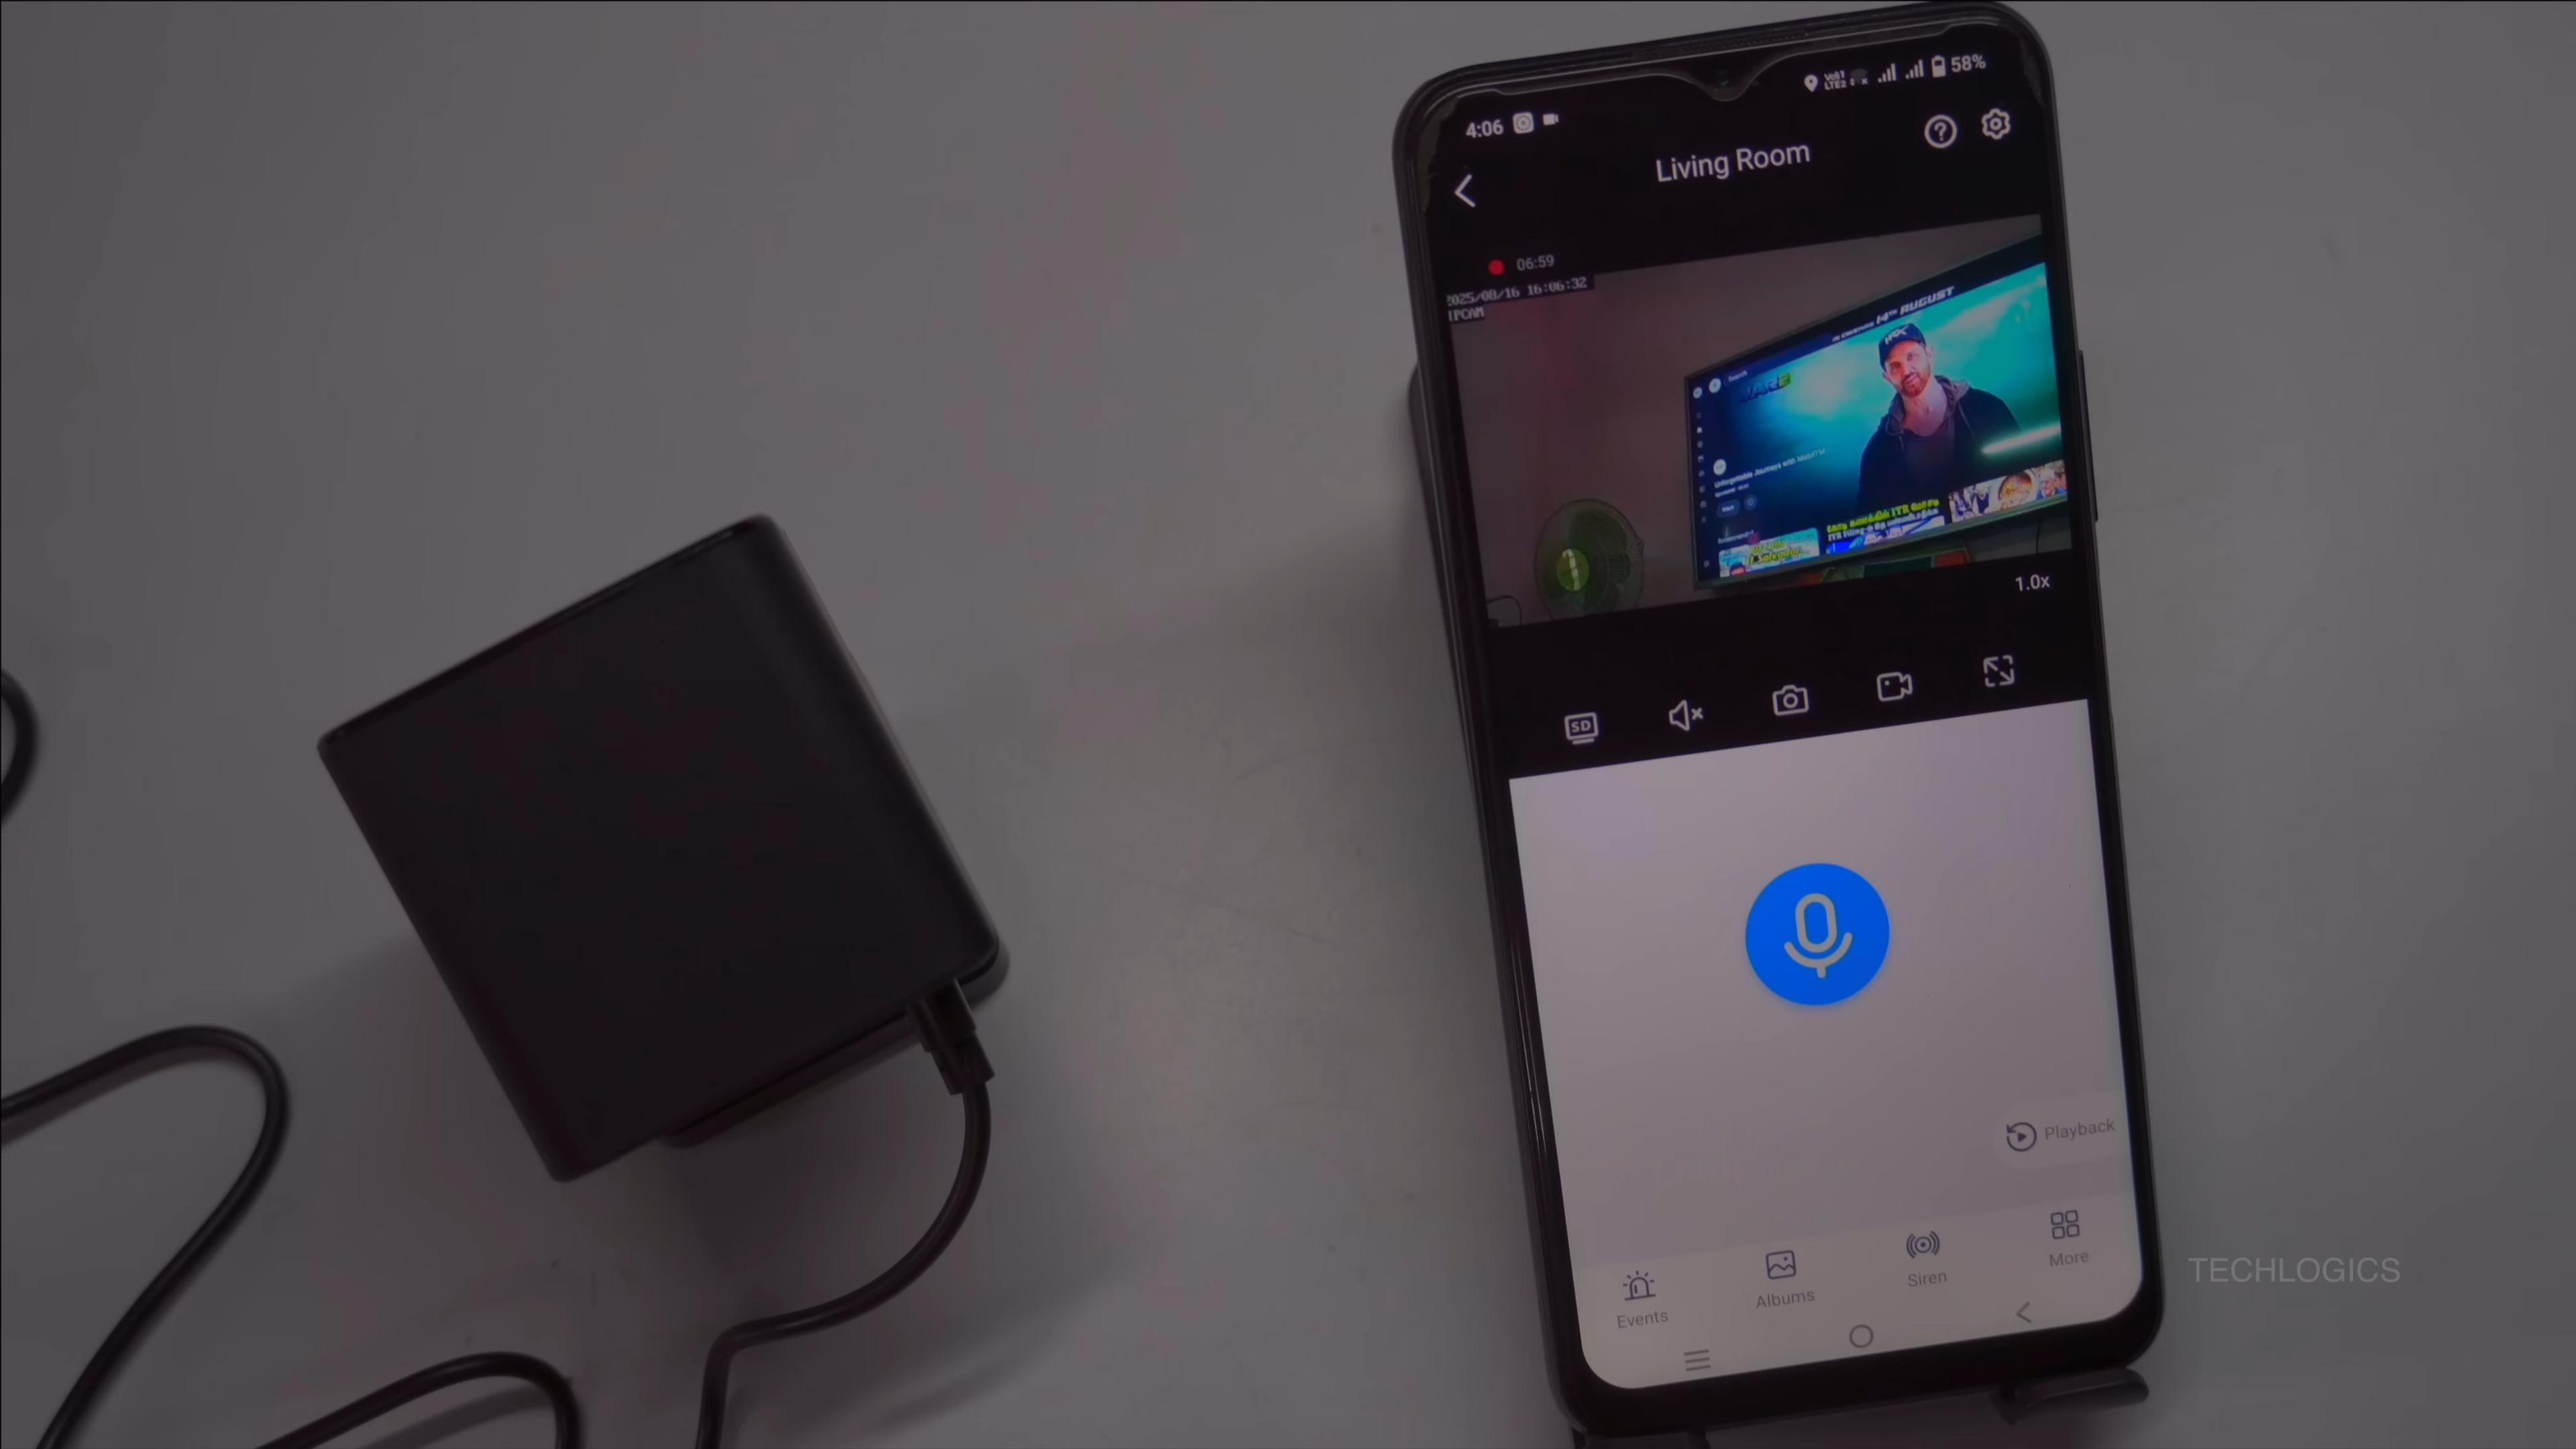 4:06
58%
Living Room
06:59
2025/08/16 16:06:32
IPCAM
14TH AUGUST
Search
1.0x
SD
Playback
Events
Albums
Siren
More
TECHLOGICS